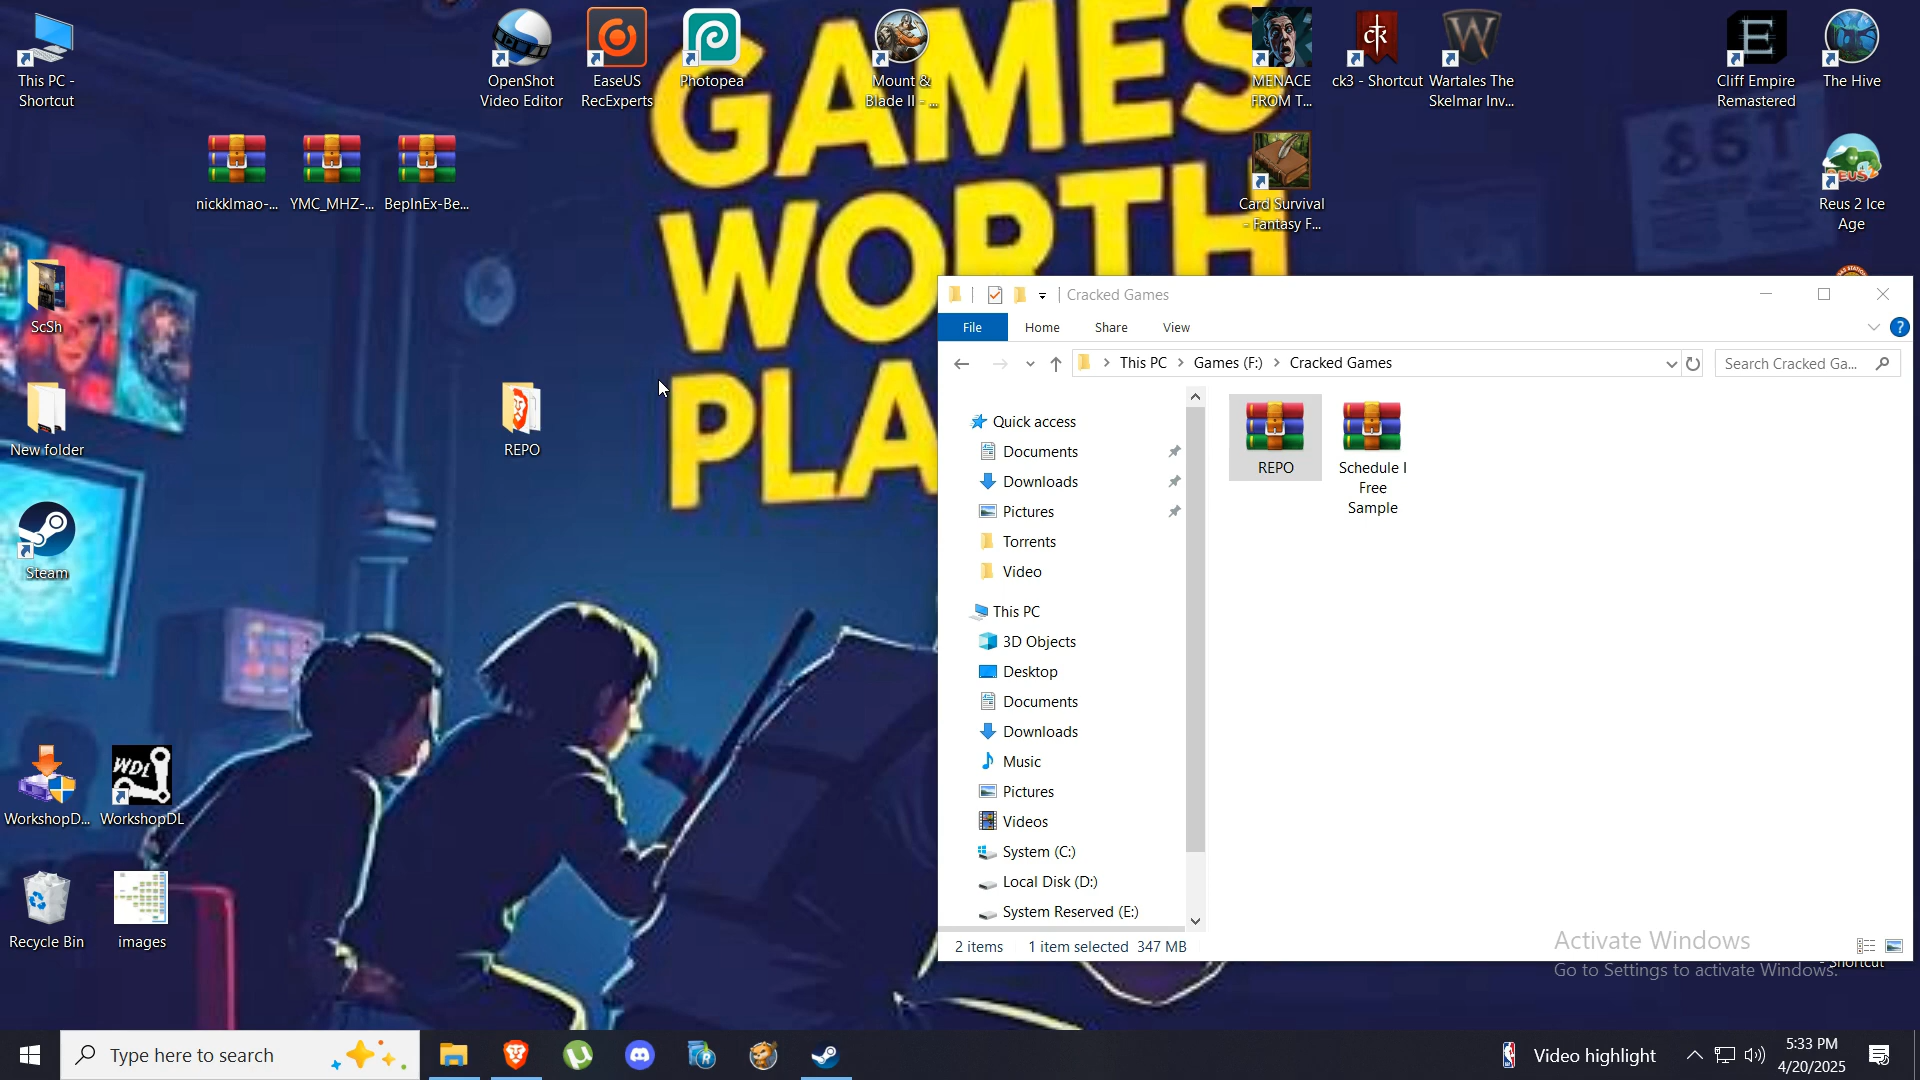 This PC -
Shortcut
OpenShot
Video Editor
EaseUS
RecExperts
Photopea
Mount &
Blade II - ...
MENACE
FROM T...
ck3 - Shortcut
Wartales The
Skelmar Inv...
Cliff Empire
Remastered
The Hive
GAMES
WORTH
PLA
nickklmao-...
YMC_MHZ-...
BepInEx-Be...
Card Survival
- Fantasy F...
Reus 2 Ice
Age
ScSh
New folder
REPO
Steam
WorkshopD...
WDL
WorkshopDL
Recycle Bin
images
Cracked Games
File
Home
Share
View
This PC
Games (F:)
Cracked Games
Search Cracked Ga...
Quick access
Documents
Downloads
Pictures
Torrents
Video
This PC
3D Objects
Desktop
Documents
Downloads
Music
Pictures
Videos
System (C:)
Local Disk (D:)
System Reserved (E:)
REPO
Schedule I
Free
Sample
2 items
1 item selected 347 MB
Activate Windows
Go to Settings to activate Windows.
Shortcut
Type here to search
Video highlight
5:33 PM
4/20/2025